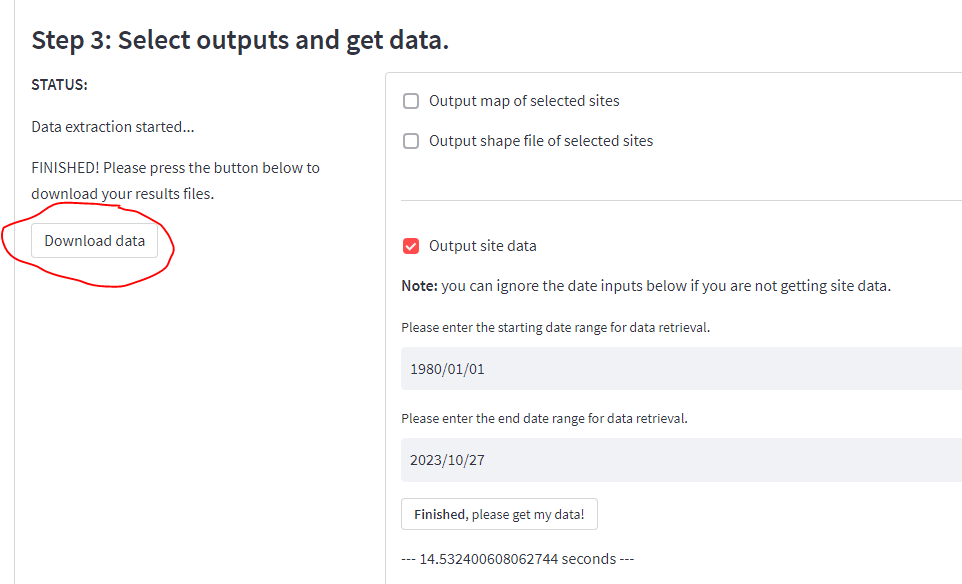 Step 3: Select outputs and get data.
STATUS:
Data extraction started...
FINISHED! Please press the button below to
download your results files.
Download data
Output map of selected sites
Output shape file of selected sites
Output site data
Note: you can ignore the date inputs below if you are not getting site data.
Please enter the starting date range for data retrieval.
1980/01/01
Please enter the end date range for data retrieval.
2023/10/27
Finished, please get my data!
--- 14.532400608062744 seconds ---